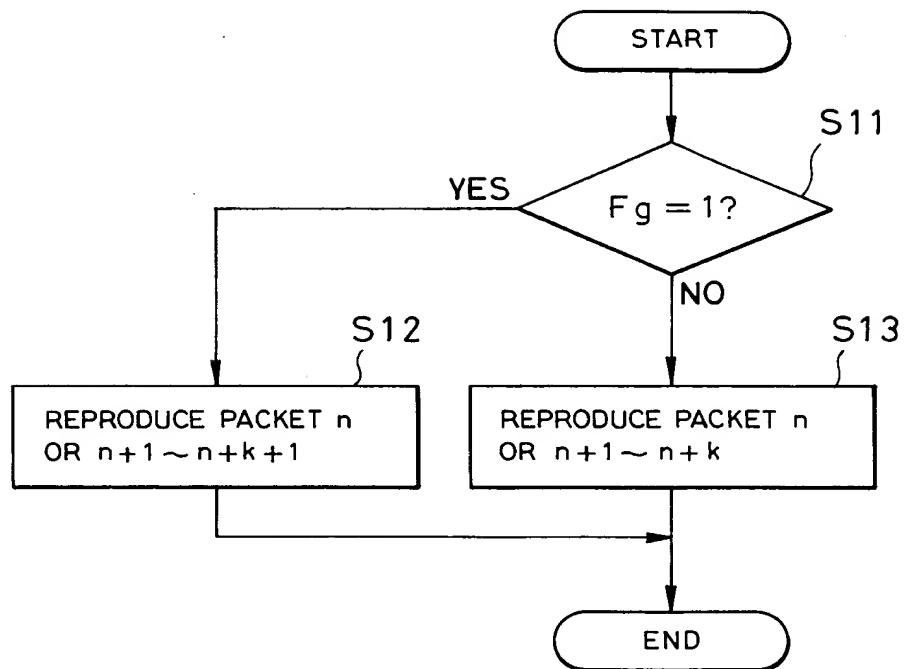 START
S11
YES
Fg = 1?
NO
S12
S13
REPRODUCE PACKET n
OR n+1 ~ n+k+1
REPRODUCE PACKET n
OR n+1 ~ n+k
END